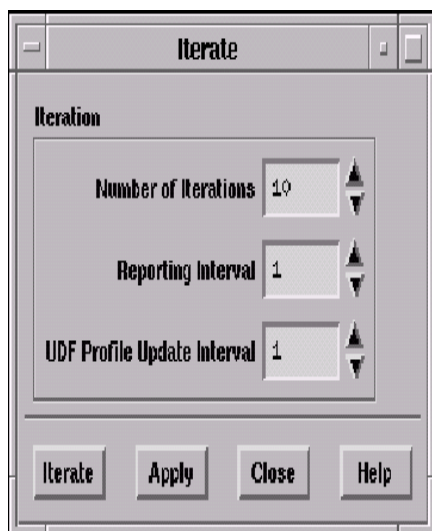 Iterate
Iteration
Number of Iterations 10
Reporting Interval 1
UDF Profile Update Interval 1
Iterate Apply Close Help